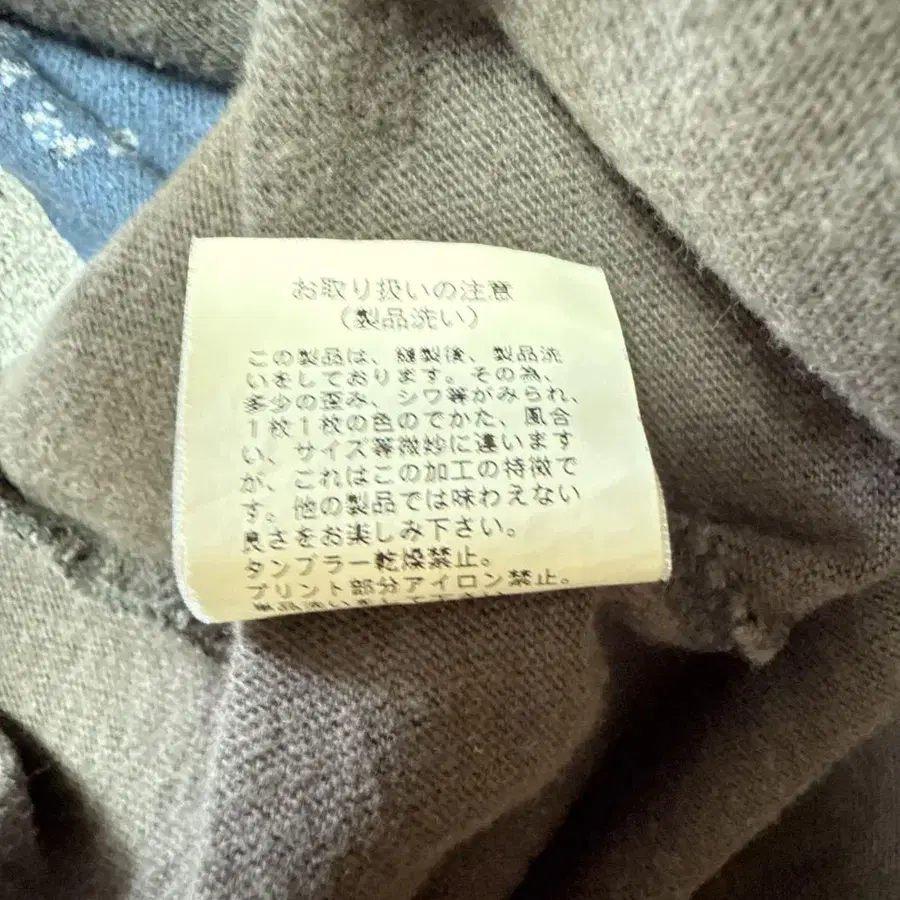 お取り扱いの注意
（製品洗い）
この製品は、縫製後、製品洗
いをしております。その為、
多少の歪み、シワ等がみられ、
1枚1枚の色のでかた、風合
い、サイズ等微妙に違います
が、これはこの加工の特徴で
す。他の製品では味わえない
良さをお楽しみ下さい。
タンブラー乾燥禁止。
プリント部分アイロン禁止。